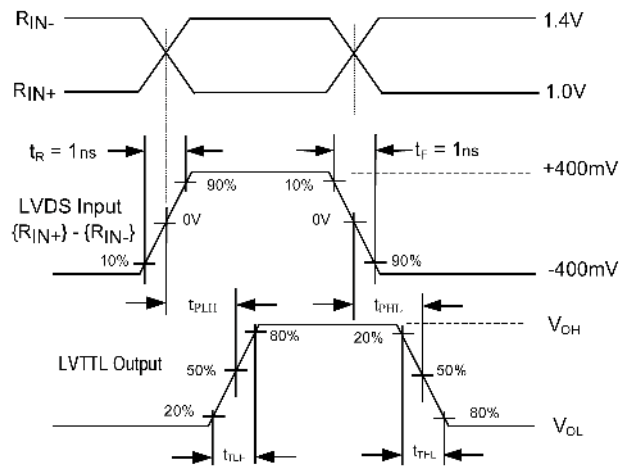 RIN- 1.4V
RIN+ 1.0V
tR = 1ns tF = 1ns
+400mV
90% 10%
LVDS Input
{RIN+} - {RIN-}
0V 0V
10% 90%
-400mV
tPLH tPHL
VOH
80% 20%
LVTTL Output
50% 50%
20% 80%
VOL
tTLH tTHL